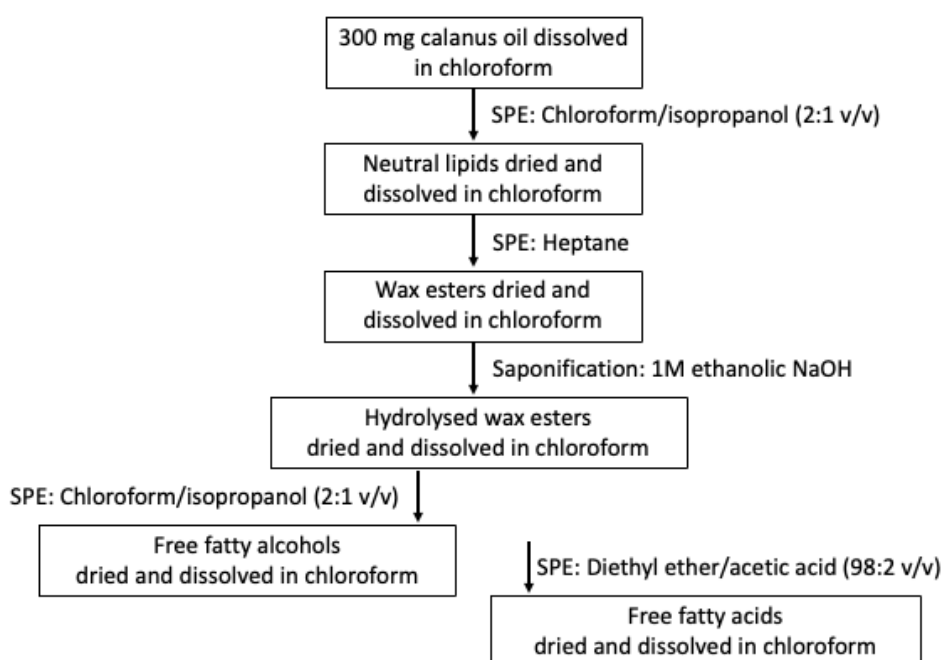 300 mg calanus oil dissolved
in chloroform
SPE: Chloroform/isopropanol (2:1 v/v)
Neutral lipids dried and
dissolved in chloroform
SPE: Heptane
Wax esters dried and
dissolved in chloroform
Saponification: 1M ethanolic NaOH
Hydrolysed wax esters
dried and dissolved in chloroform
SPE: Chloroform/isopropanol (2:1 v/v)
Free fatty alcohols
dried and dissolved in chloroform
SPE: Diethyl ether/acetic acid (98:2 v/v)
Free fatty acids
dried and dissolved in chloroform